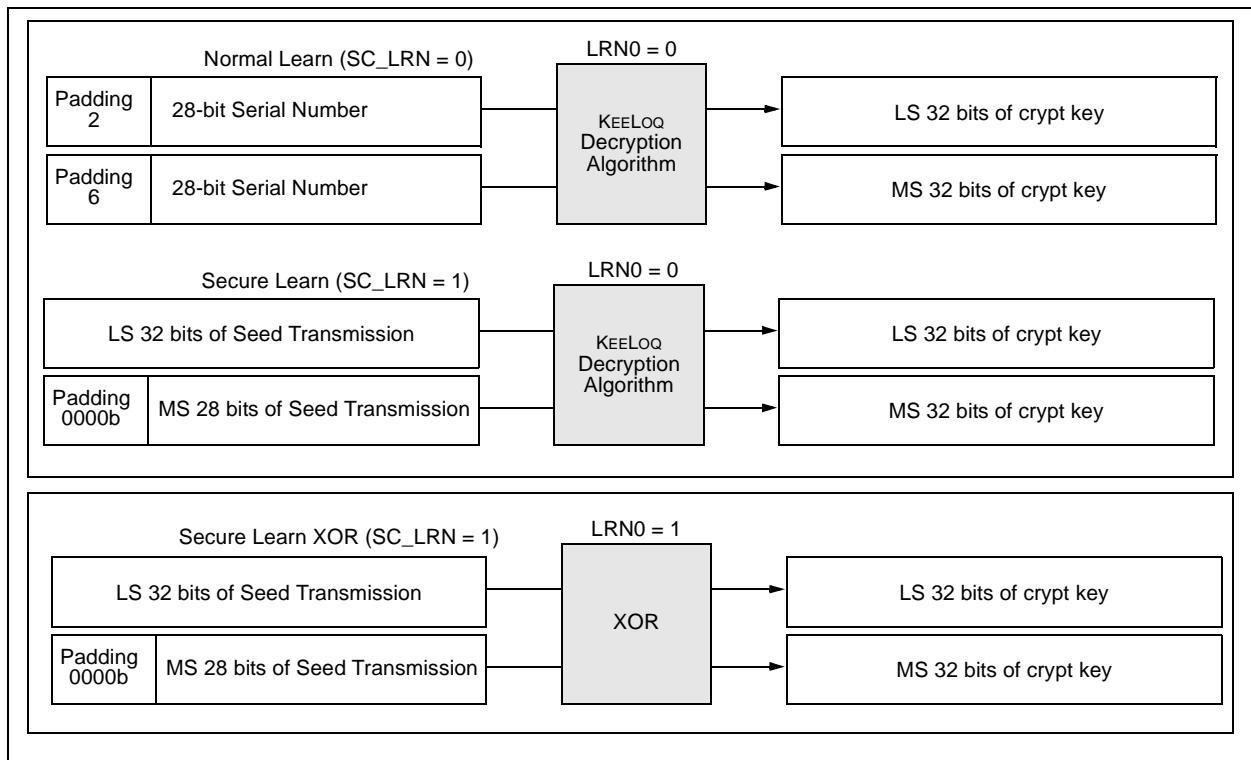 Normal Learn (SC_LRN = 0)
LRN0 = 0
Padding
2
28-bit Serial Number
KEELOQ
Decryption
Algorithm
LS 32 bits of crypt key
Padding
6
28-bit Serial Number
MS 32 bits of crypt key
Secure Learn (SC_LRN = 1)
LRN0 = 0
LS 32 bits of Seed Transmission
KEELOQ
Decryption
Algorithm
LS 32 bits of crypt key
Padding
0000b
MS 28 bits of Seed Transmission
MS 32 bits of crypt key
Secure Learn XOR (SC_LRN = 1)
LRN0 = 1
LS 32 bits of Seed Transmission
XOR
LS 32 bits of crypt key
Padding
0000b
MS 28 bits of Seed Transmission
MS 32 bits of crypt key